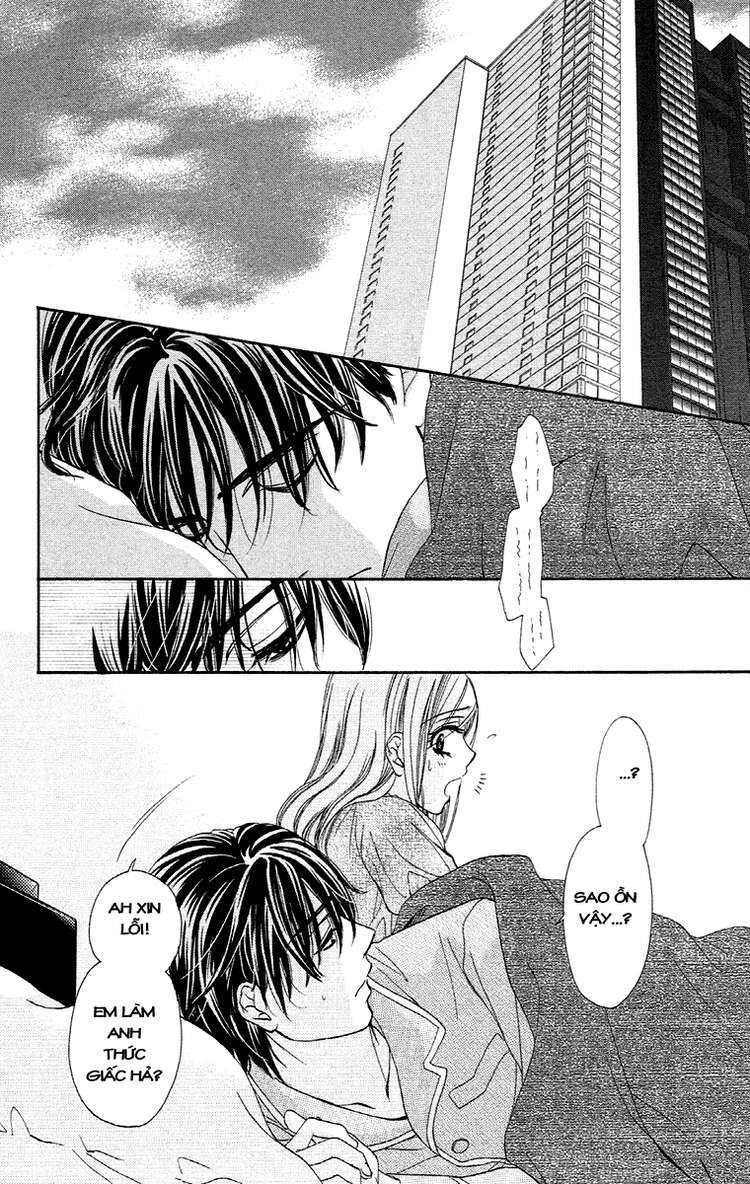 ...?
SAO ỒN
VẬY...?
AH XIN
LỖI!
EM LÀM
ANH
THỨC
GIẤC HẢ?